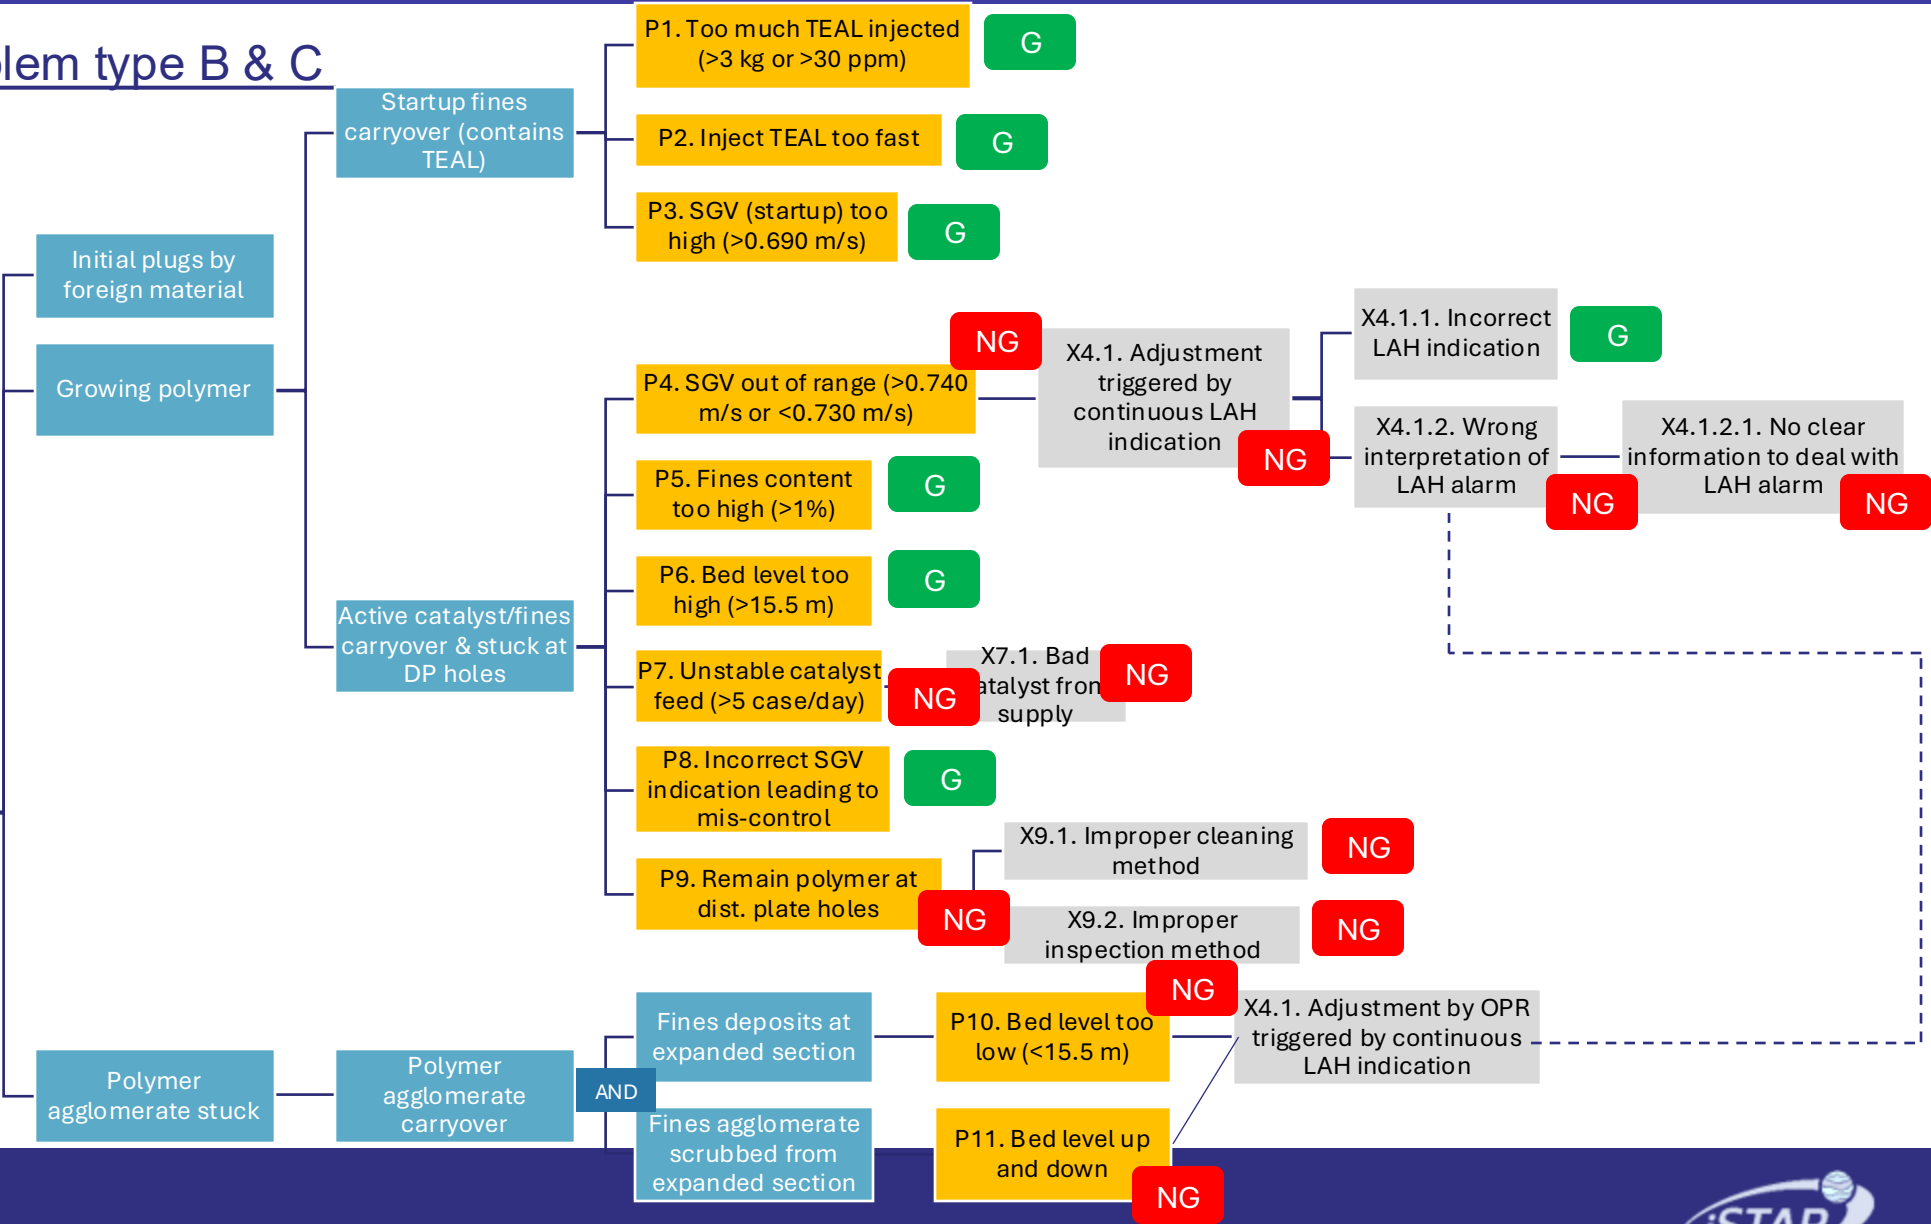 lem type B & C
P1. Too much TEAL injected
(>3 kg or >30 ppm)
G
Startup fines
carryover (contains
TEAL)
P2. Inject TEAL too fast
G
P3. SGV (startup) too
high (>0.690 m/s)
G
Initial plugs by
foreign material
Growing polymer
NG
P4. SGV out of range (>0.740
m/s or <0.730 m/s)
X4.1. Adjustment
triggered by
continuous LAH
indication
NG
X4.1.1. Incorrect
LAH indication
G
X4.1.2. Wrong
interpretation of
LAH alarm
NG
X4.1.2.1. No clear
information to deal with
LAH alarm
NG
P5. Fines content
too high (>1%)
G
P6. Bed level too
high (>15.5 m)
G
Active catalyst/fines
carryover & stuck at
DP holes
P7. Unstable catalyst
feed (>5 case/day)
NG
X7.1. Bad
atalyst from
supply
NG
P8. Incorrect SGV
indication leading to
mis-control
G
P9. Remain polymer at
dist. plate holes
NG
X9.1. Improper cleaning
method
NG
X9.2. Improper
inspection method
NG
Polymer
agglomerate stuck
Polymer
agglomerate
carryover
AND
Fines deposits at
expanded section
P10. Bed level too
low (<15.5 m)
NG
X4.1. Adjustment by OPR
triggered by continuous
LAH indication
Fines agglomerate
scrubbed from
expanded section
P11. Bed level up
and down
NG
iSTAR